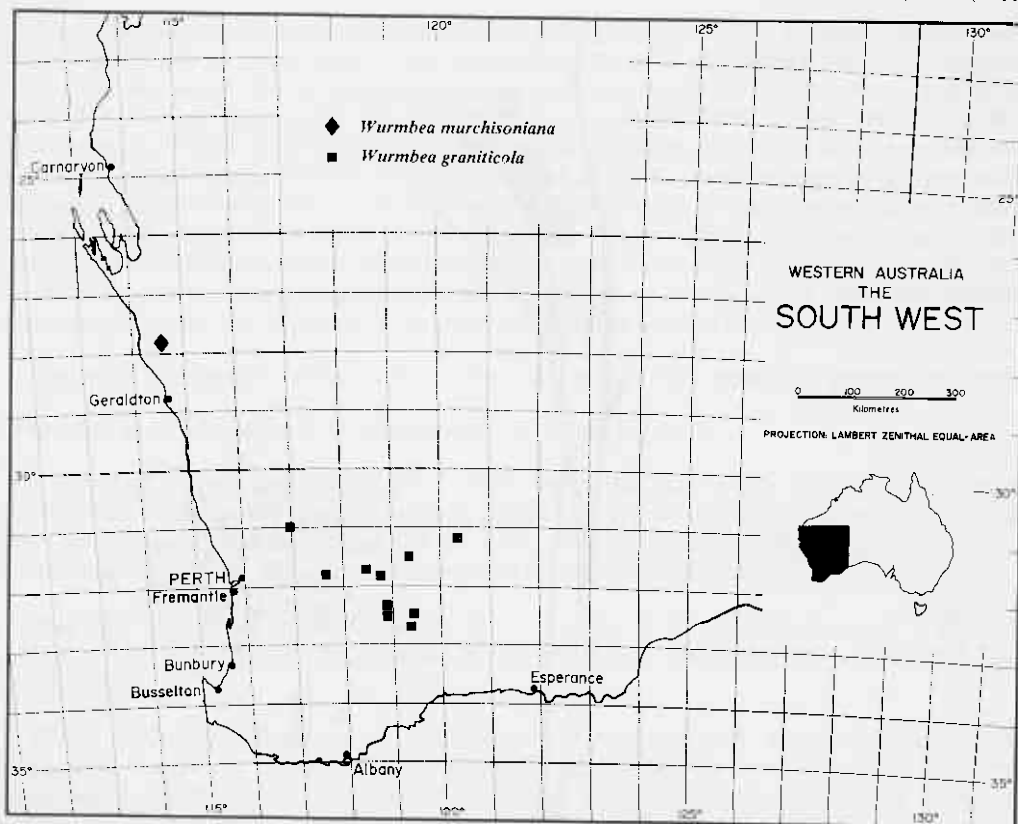 115° 120° 125° 130°
Wurmbea murchisoniana
Wurmbea graniticola
Carnarvon
25° 25°
WESTERN AUSTRALIA
THE
SOUTH WEST
Geraldton
0 100 200 300
Kilometres
PROJECTION: LAMBERT ZENITHAL EQUAL-AREA
30° 30°
PERTH
Fremantle
Bunbury
Busselton
Esperance
Albany
35° 35°
115° 120° 125° 130°